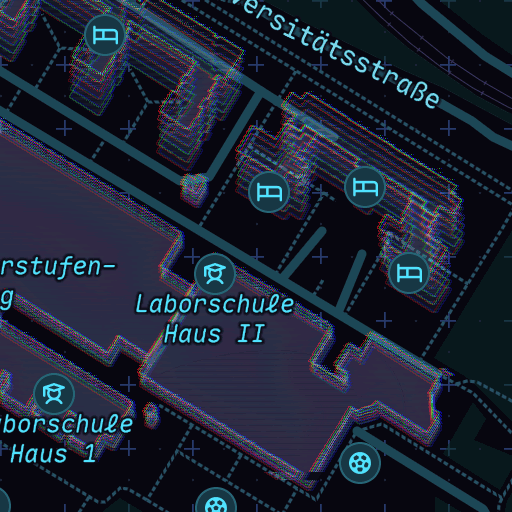 versitätsstraße
rstufen-
g
Laborschule
Haus II
borschule
Haus 1